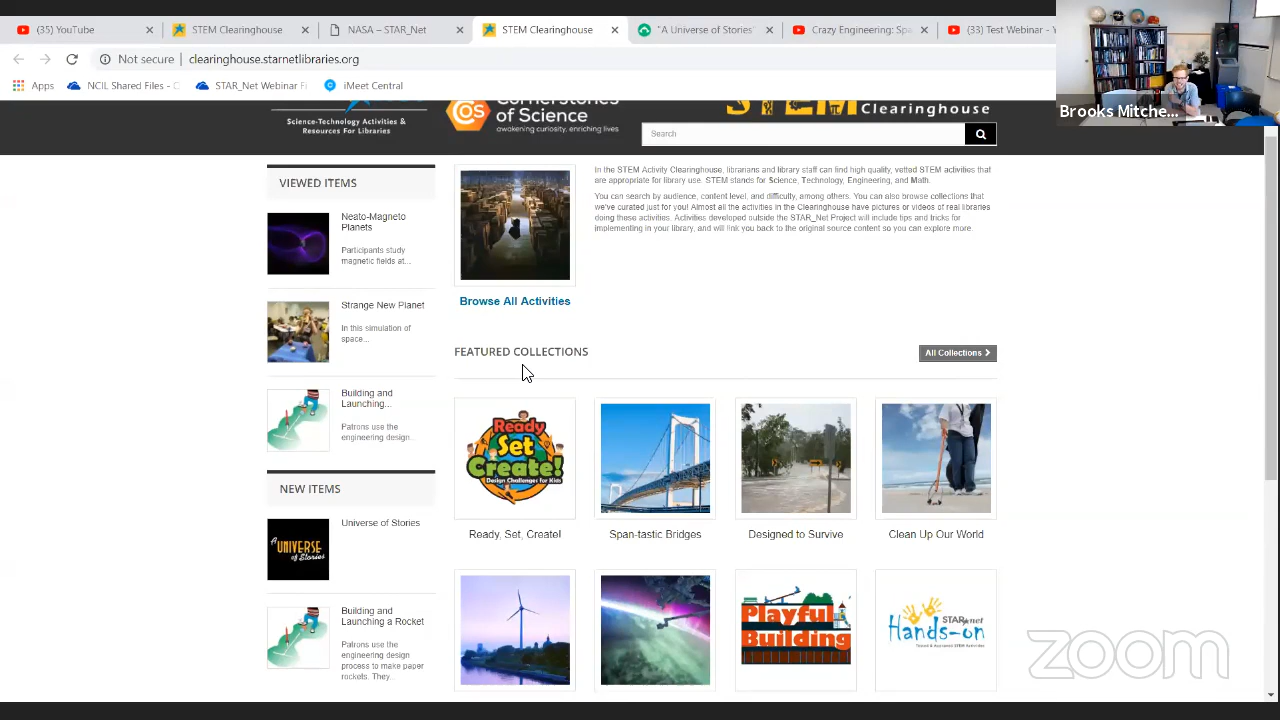 (35) YouTube
STEM Clearinghouse
NASA – STAR_NE
STEM Clearinghouse
"A Universe of Stories"
Crazy Engineering: Spa
(33) Test Webinar - Y
Not secure | clearinghouse.starnetlibraries.org
Apps
NCIL Shared Files - C
STAR_Net Webinar Fi
iMeet Central
Brooks Mitche...
Science-Technology Activities &
Resources For Libraries
COS
Cornerstones
of Science
awakening curiosity, enriching lives
STEM
Clearinghouse
Search
VIEWED ITEMS
Neato-Magneto
Planets
Participants study
magnetic fields at...
Strange New Planet
In this simulation of
space...
Building and
Launching...
Patrons use the
engineering design...
NEW ITEMS
A UNIVERSE
of Stories
Universe of Stories
Building and
Launching a Rocket
Patrons use the
engineering design
process to make paper
rockets. They...
In the STEM Activity Clearinghouse, librarians and library staff can find high quality, vetted STEM activities that
are appropriate for library use. STEM stands for Science, Technology, Engineering, and Math.
You can search by audience, content level, and difficulty, among others. You can also browse collections that
we've curated just for you! Almost all the activities in the Clearinghouse have pictures or videos of real libraries
doing those activities. Activities developed outside the STAR_Net Project will include tips and tricks for
implementing in your library, and will link you back to the original source content so you can explore more.
Browse All Activities
FEATURED COLLECTIONS
All Collections
Ready
Set
Create!
Design Challenges for Kids
Ready, Set, Create!
Span-tastic Bridges
Designed to Survive
Clean Up Our World
Playful
Building
STAR net
Hands-on
Tested & Approved STEM Activities
zoom